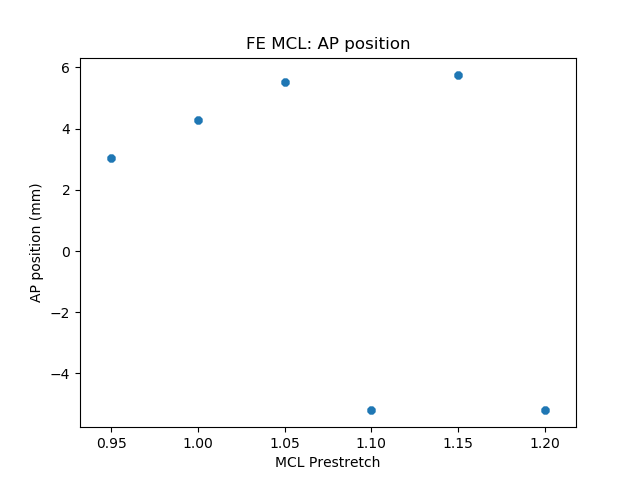 FE MCL: AP position
6
4
2
0
−2
−4
AP position (mm)
0.95 1.00 1.05 1.10 1.15 1.20
MCL Prestretch